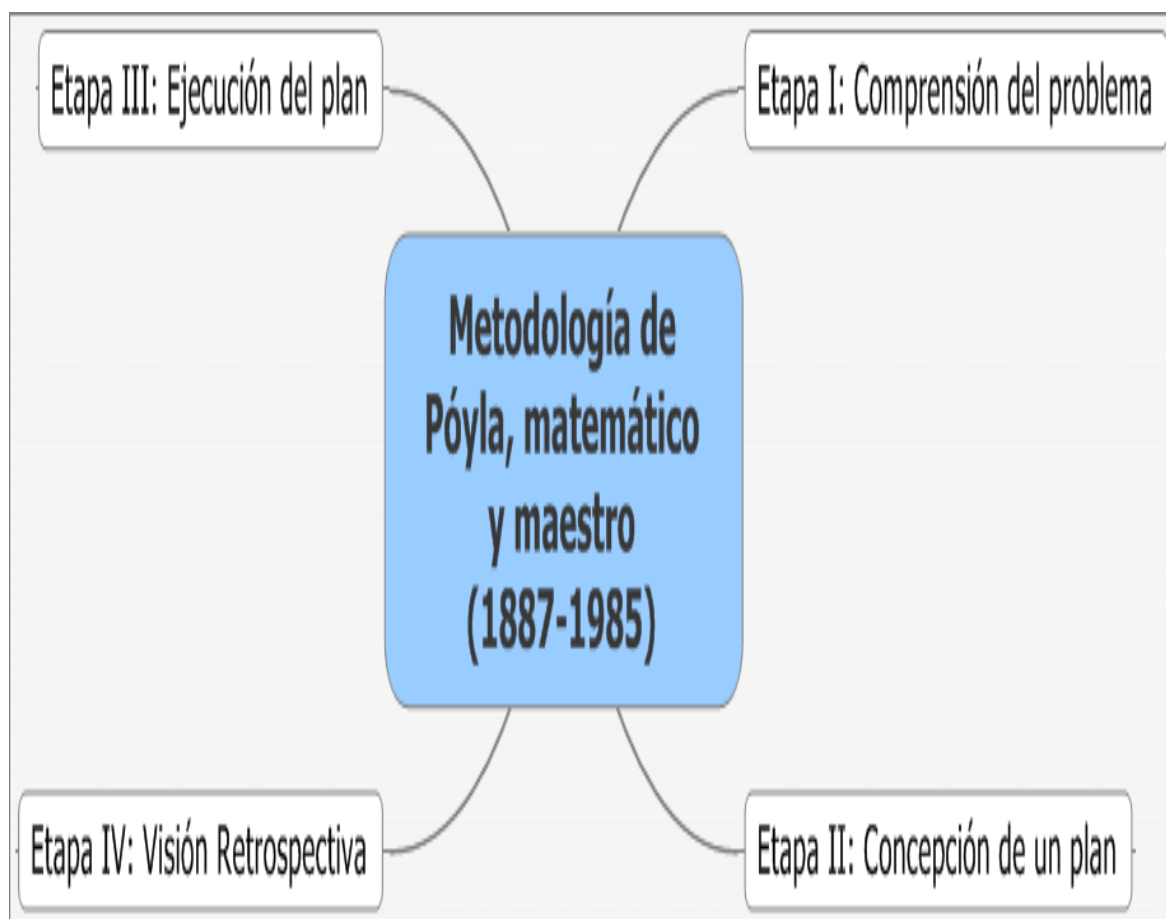 Etapa III: Ejecución del plan
Etapa I: Comprensión del problema
Metodología de
Póyla, matemático
y maestro
(1887-1985)
Etapa IV: Visión Retrospectiva
Etapa II: Concepción de un plan